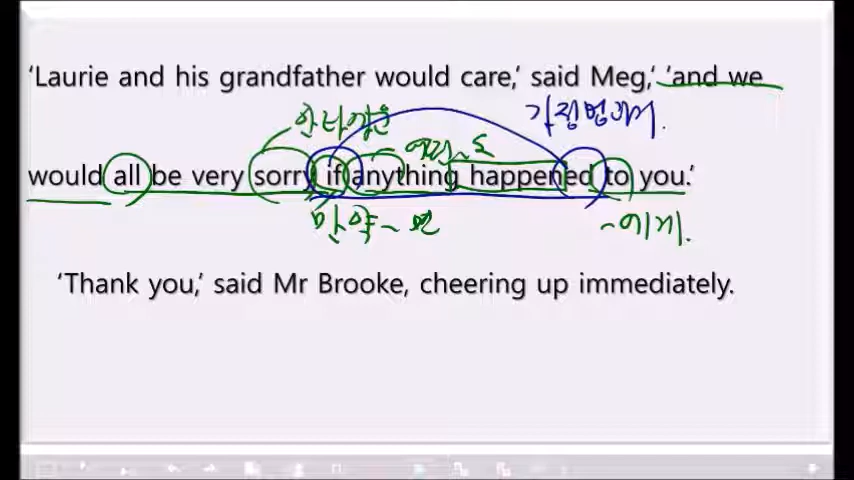 'Laurie and his grandfather would care,' said Meg,' 'and we
안타까운
가정법과거.
would all be very sorry if anything happened to you.'
만약~면
~에게.
'Thank you,' said Mr Brooke, cheering up immediately.